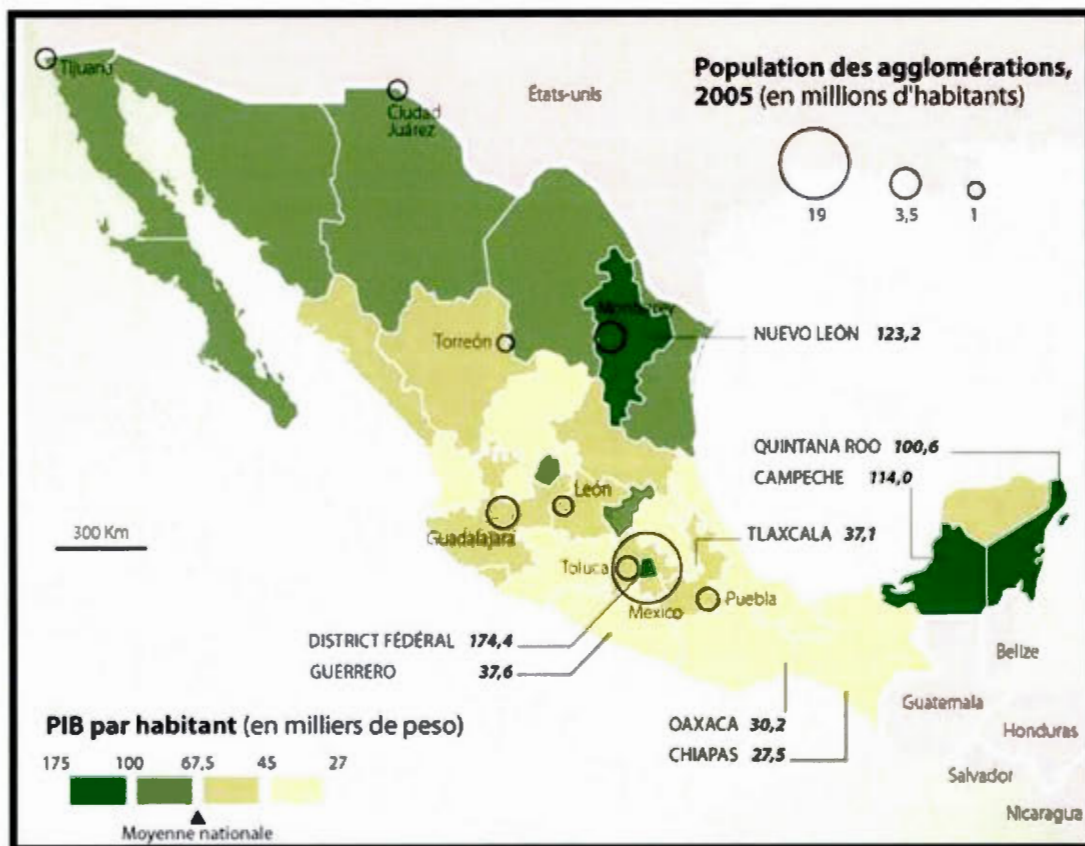 Population des agglomérations,
2005 (en millions d'habitants)
19 3,5 1
États-unis
Tijuana
Ciudad
Juárez
Monterrey
Torreón
NUEVO LEÓN 123,2
QUINTANA ROO 100,6
CAMPECHE 114,0
León
Guadalajara
300 Km
TLAXCALA 37,1
Toluca
Mexico
Puebla
DISTRICT FÉDÉRAL 174,4
GUERRERO 37,6
Belize
Guatemala
OAXACA 30,2
CHIAPAS 27,5
Honduras
Salvador
Nicaragua
PIB par habitant (en milliers de peso)
175 100 67,5 45 27
Moyenne nationale